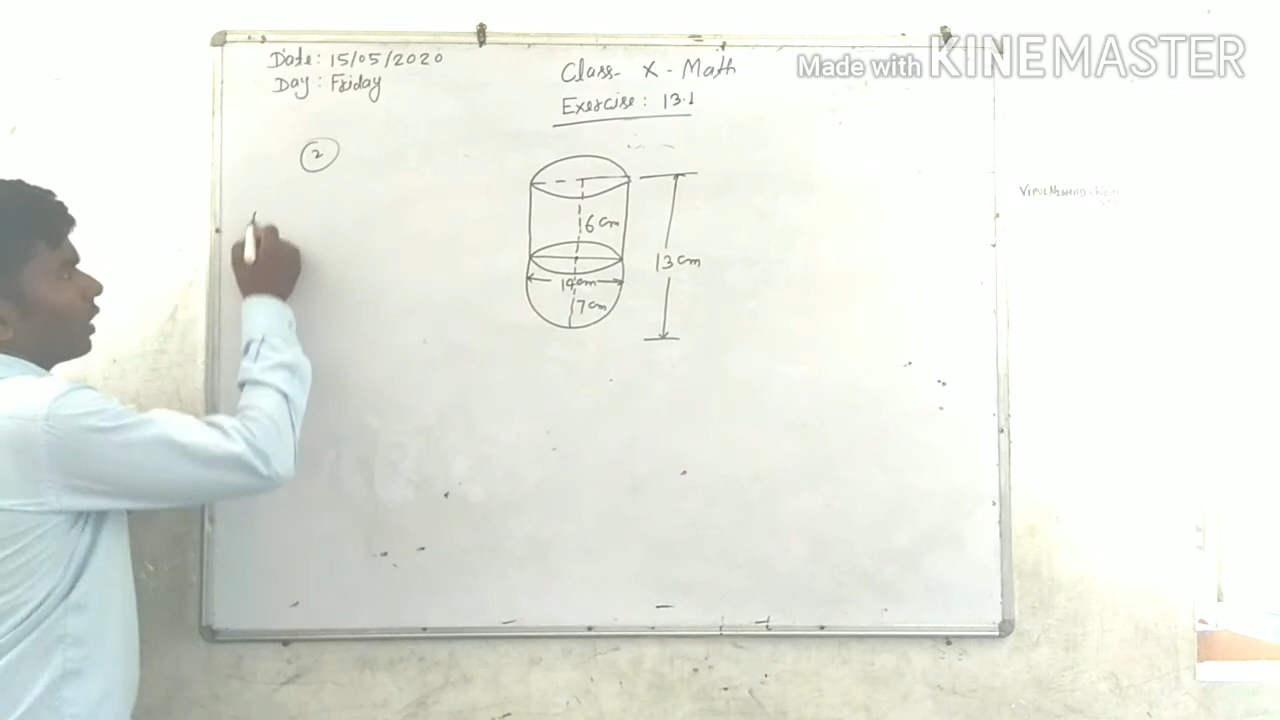 Date: 15/05/2020
Day: Friday
Class- X - Math
Exercise: 13.1
Made with KINEMASTER
2
6 cm
13 cm
14 cm
7 cm